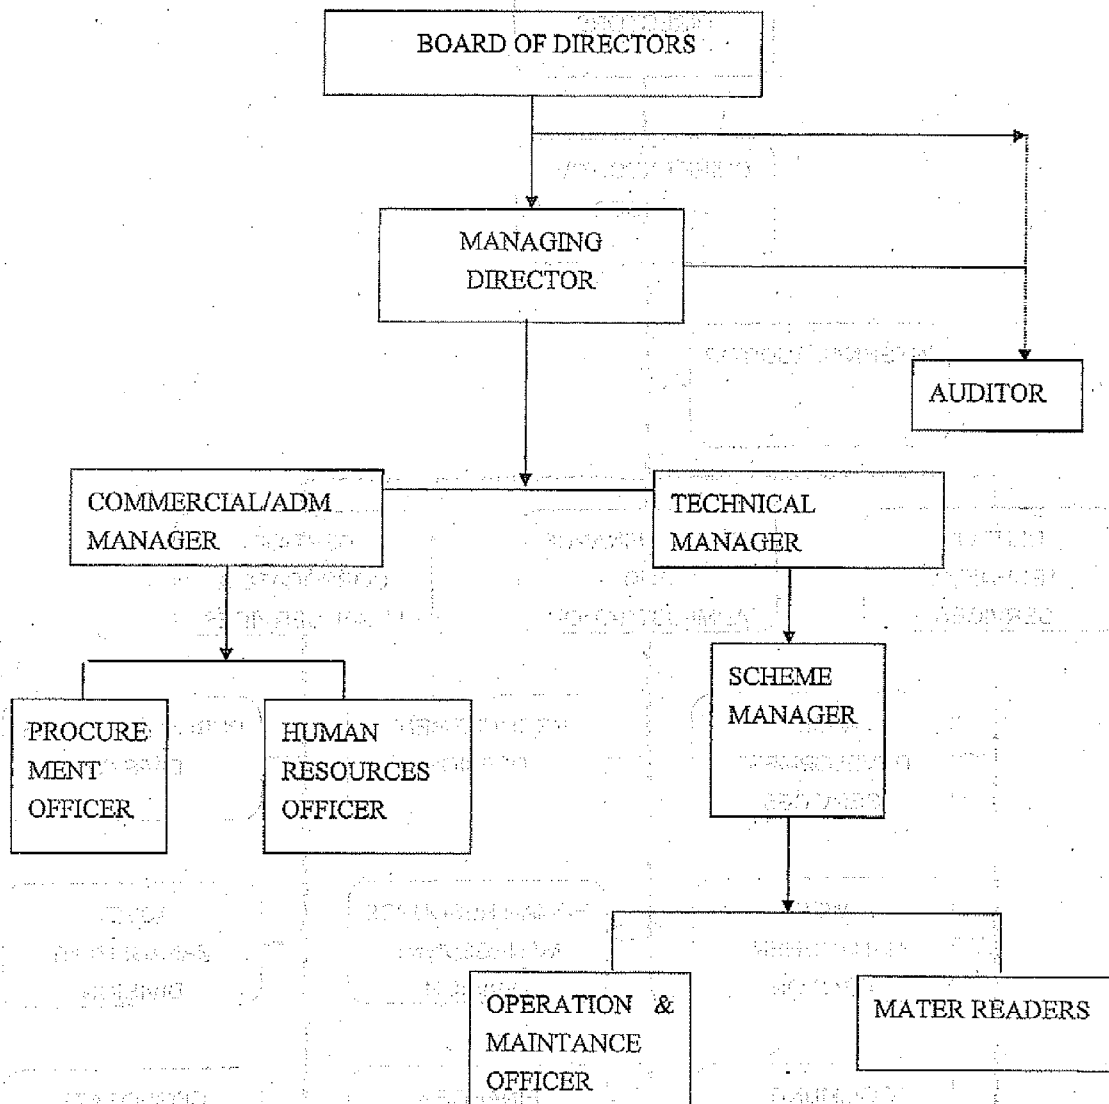 BOARD OF DIRECTORS
MANAGING
DIRECTOR
AUDITOR
COMMERCIAL/ADM
MANAGER
TECHNICAL
MANAGER
SCHEME
MANAGER
PROCURE
MENT
OFFICER
HUMAN
RESOURCES
OFFICER
OPERATION &
MAINTANCE
OFFICER
MATER READERS